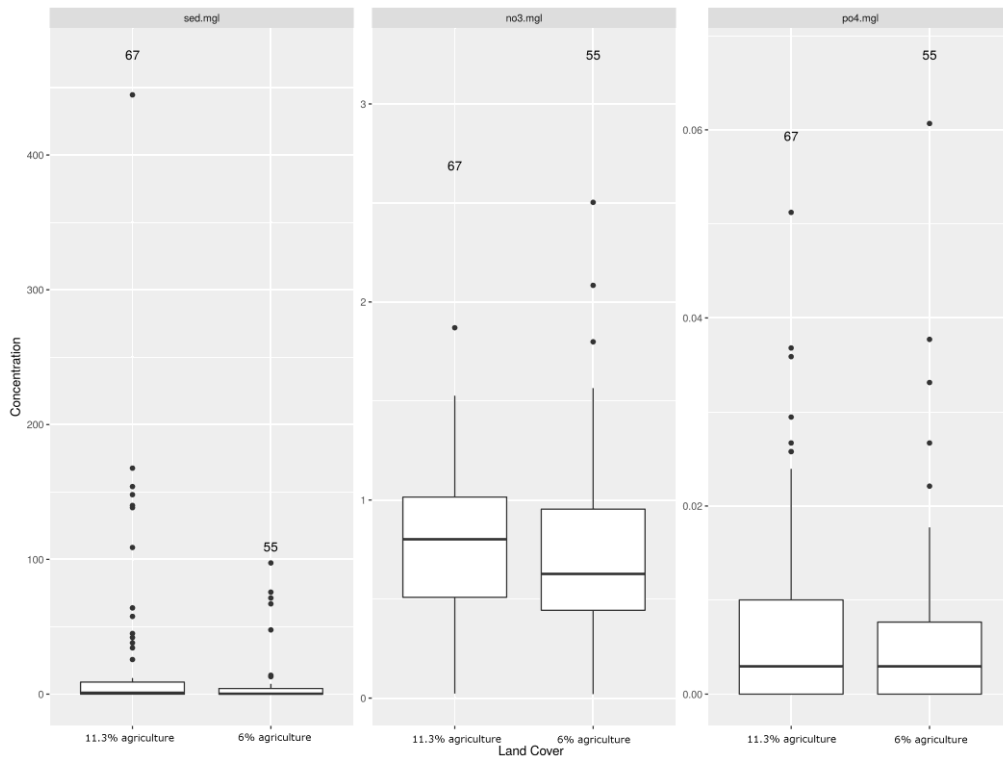 sed.mgl
no3.mgl
po4.mgl
Concentration
400
300
200
100
0
67
55
11.3% agriculture
6% agriculture
3
2
1
0
67
55
11.3% agriculture
6% agriculture
0.06
0.04
0.02
0.00
67
55
11.3% agriculture
6% agriculture
Land Cover